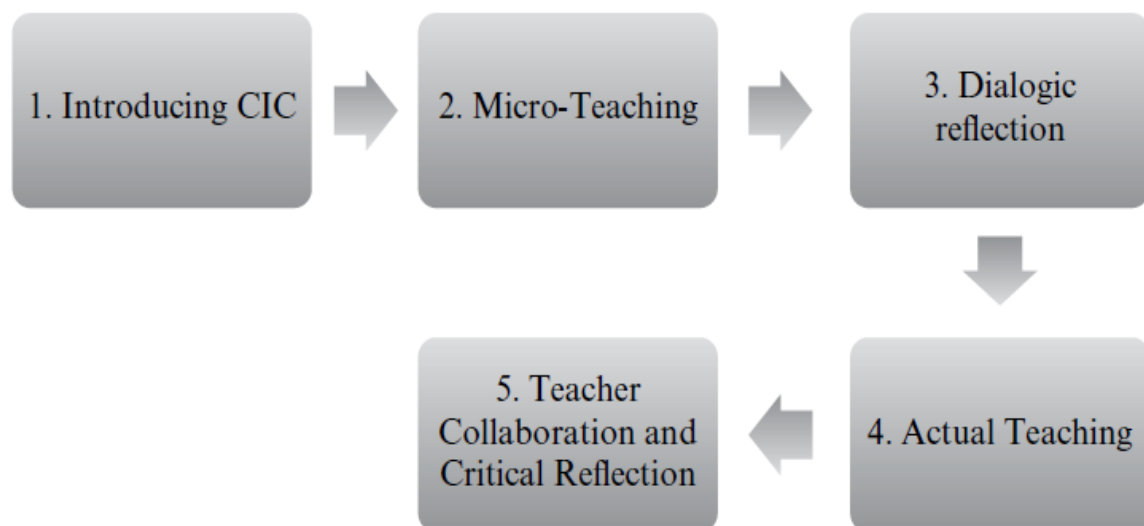 1. Introducing CIC
2. Micro-Teaching
3. Dialogic
reflection
4. Actual Teaching
5. Teacher
Collaboration and
Critical Reflection